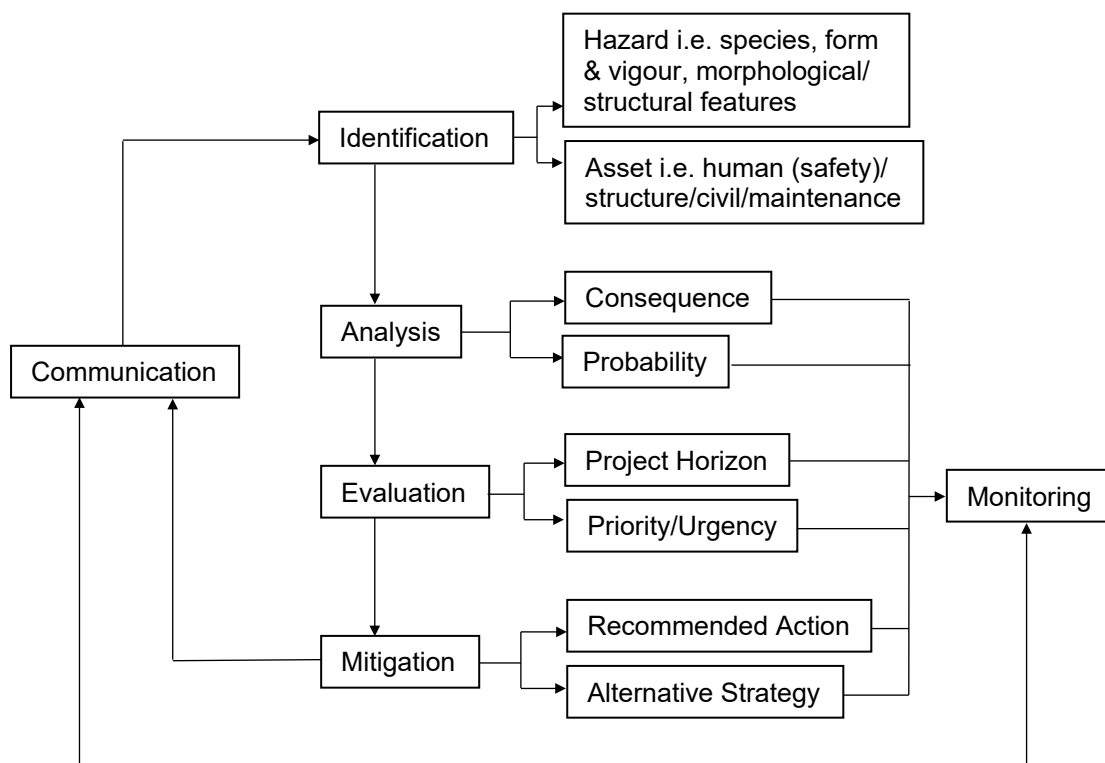 Hazard i.e. species, form
& vigour, morphological/
structural features
Identification
Asset i.e. human (safety)/
structure/civil/maintenance
Consequence
Analysis
Probability
Communication
Project Horizon
Evaluation
Priority/Urgency
Monitoring
Recommended Action
Mitigation
Alternative Strategy